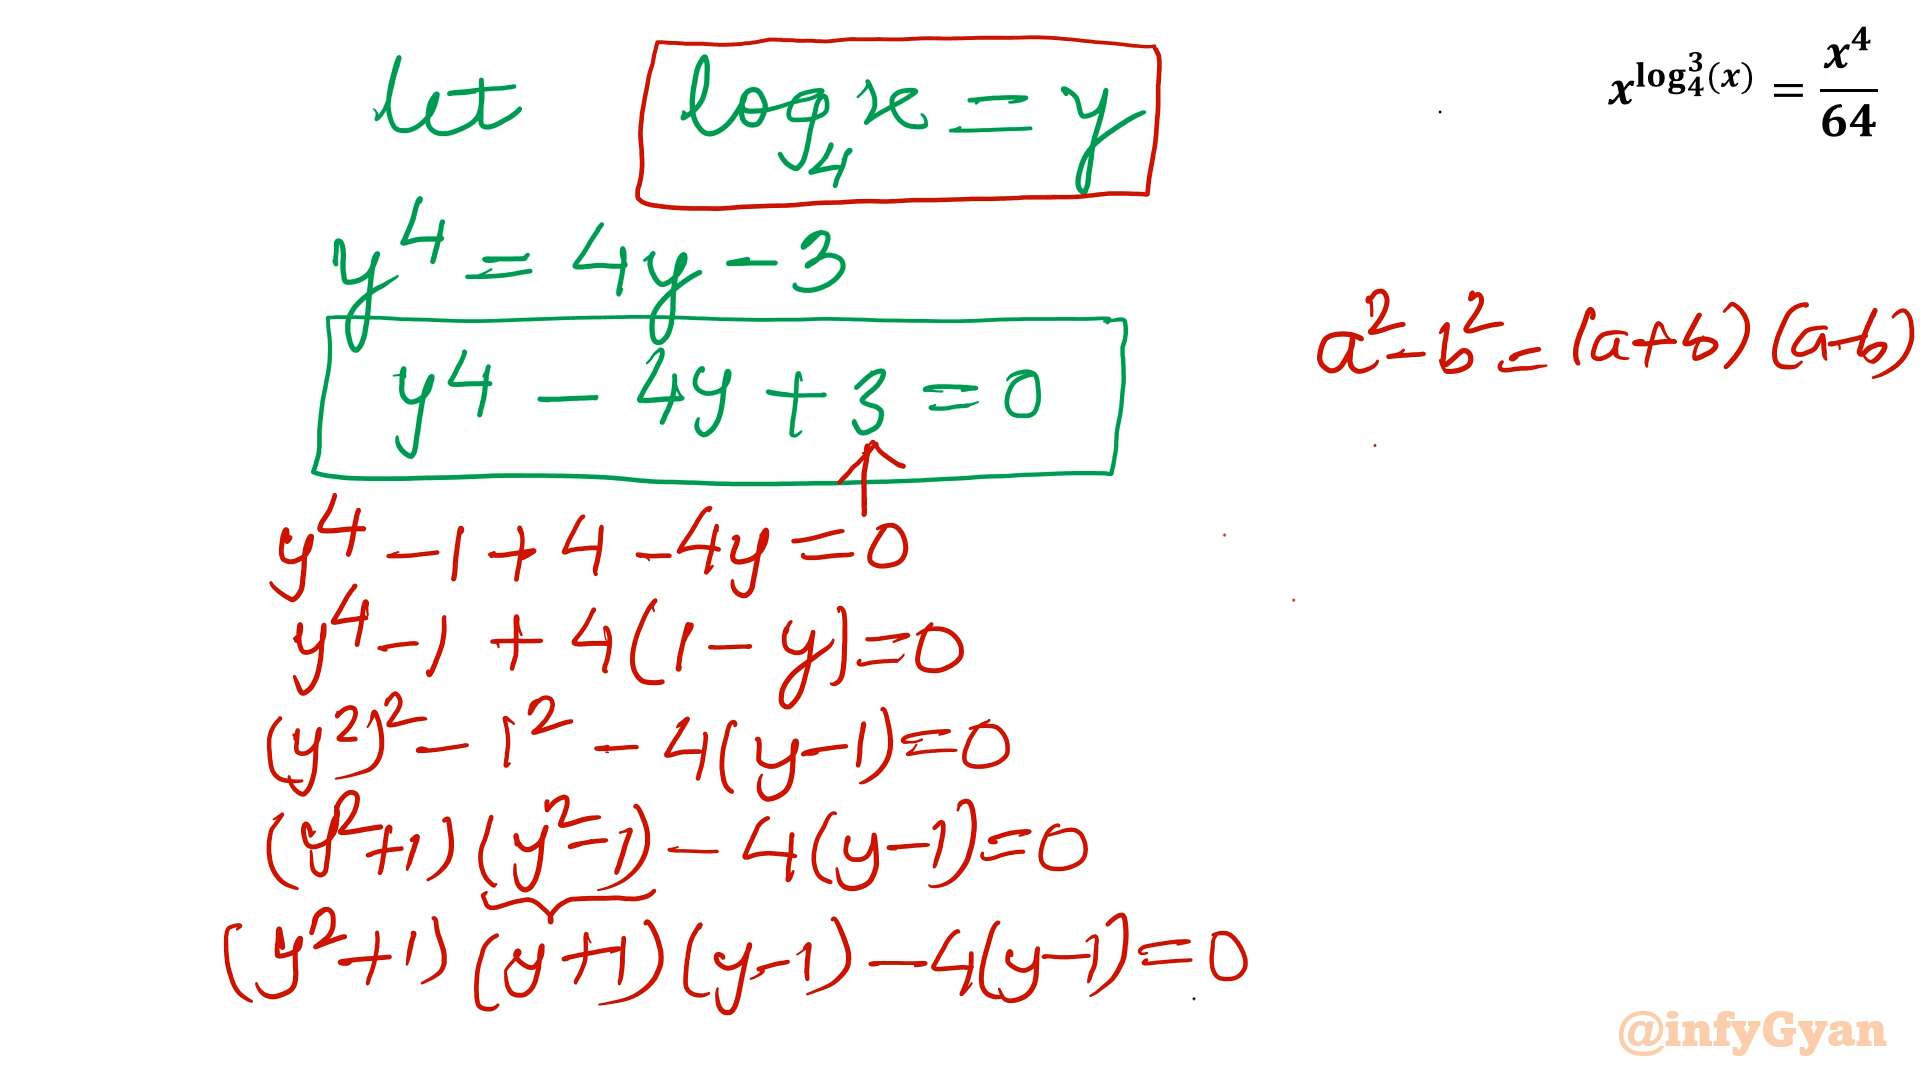 let log₄x = y
x^(log₄³(x)) = x⁴/64
y⁴ = 4y - 3
a² - b² = (a+b) (a-b)
y⁴ - 4y + 3 = 0
y⁴ - 1 + 4 - 4y = 0
y⁴ - 1 + 4(1 - y) = 0
(y²)² - 1² - 4(y-1) = 0
(y²+1) (y²-1) - 4(y-1) = 0
(y²+1) (y+1) (y-1) - 4(y-1) = 0
@infyGyan